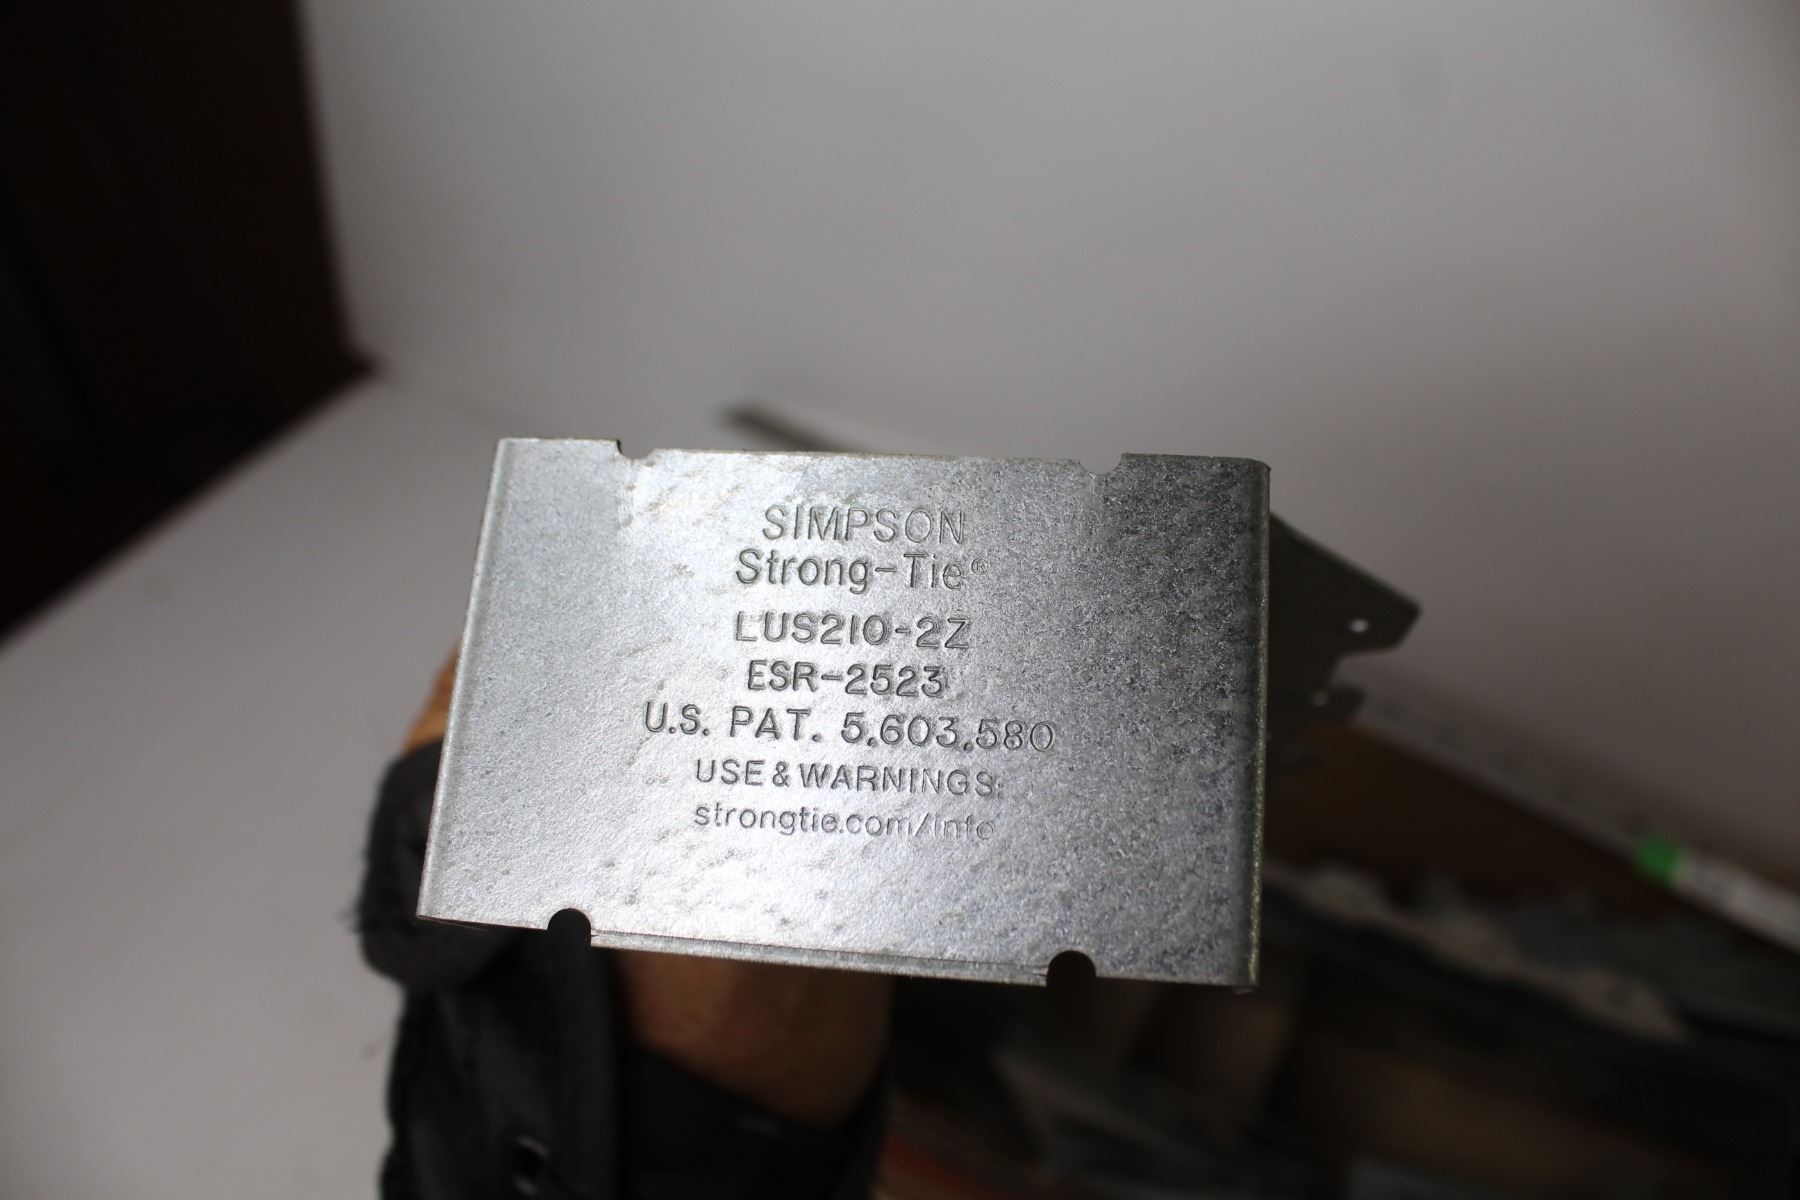 SIMPSON
Strong-Tie®
LUS210-2Z
ESR-2523
U.S. PAT. 5,603,580
USE & WARNINGS:
strongtie.com/info